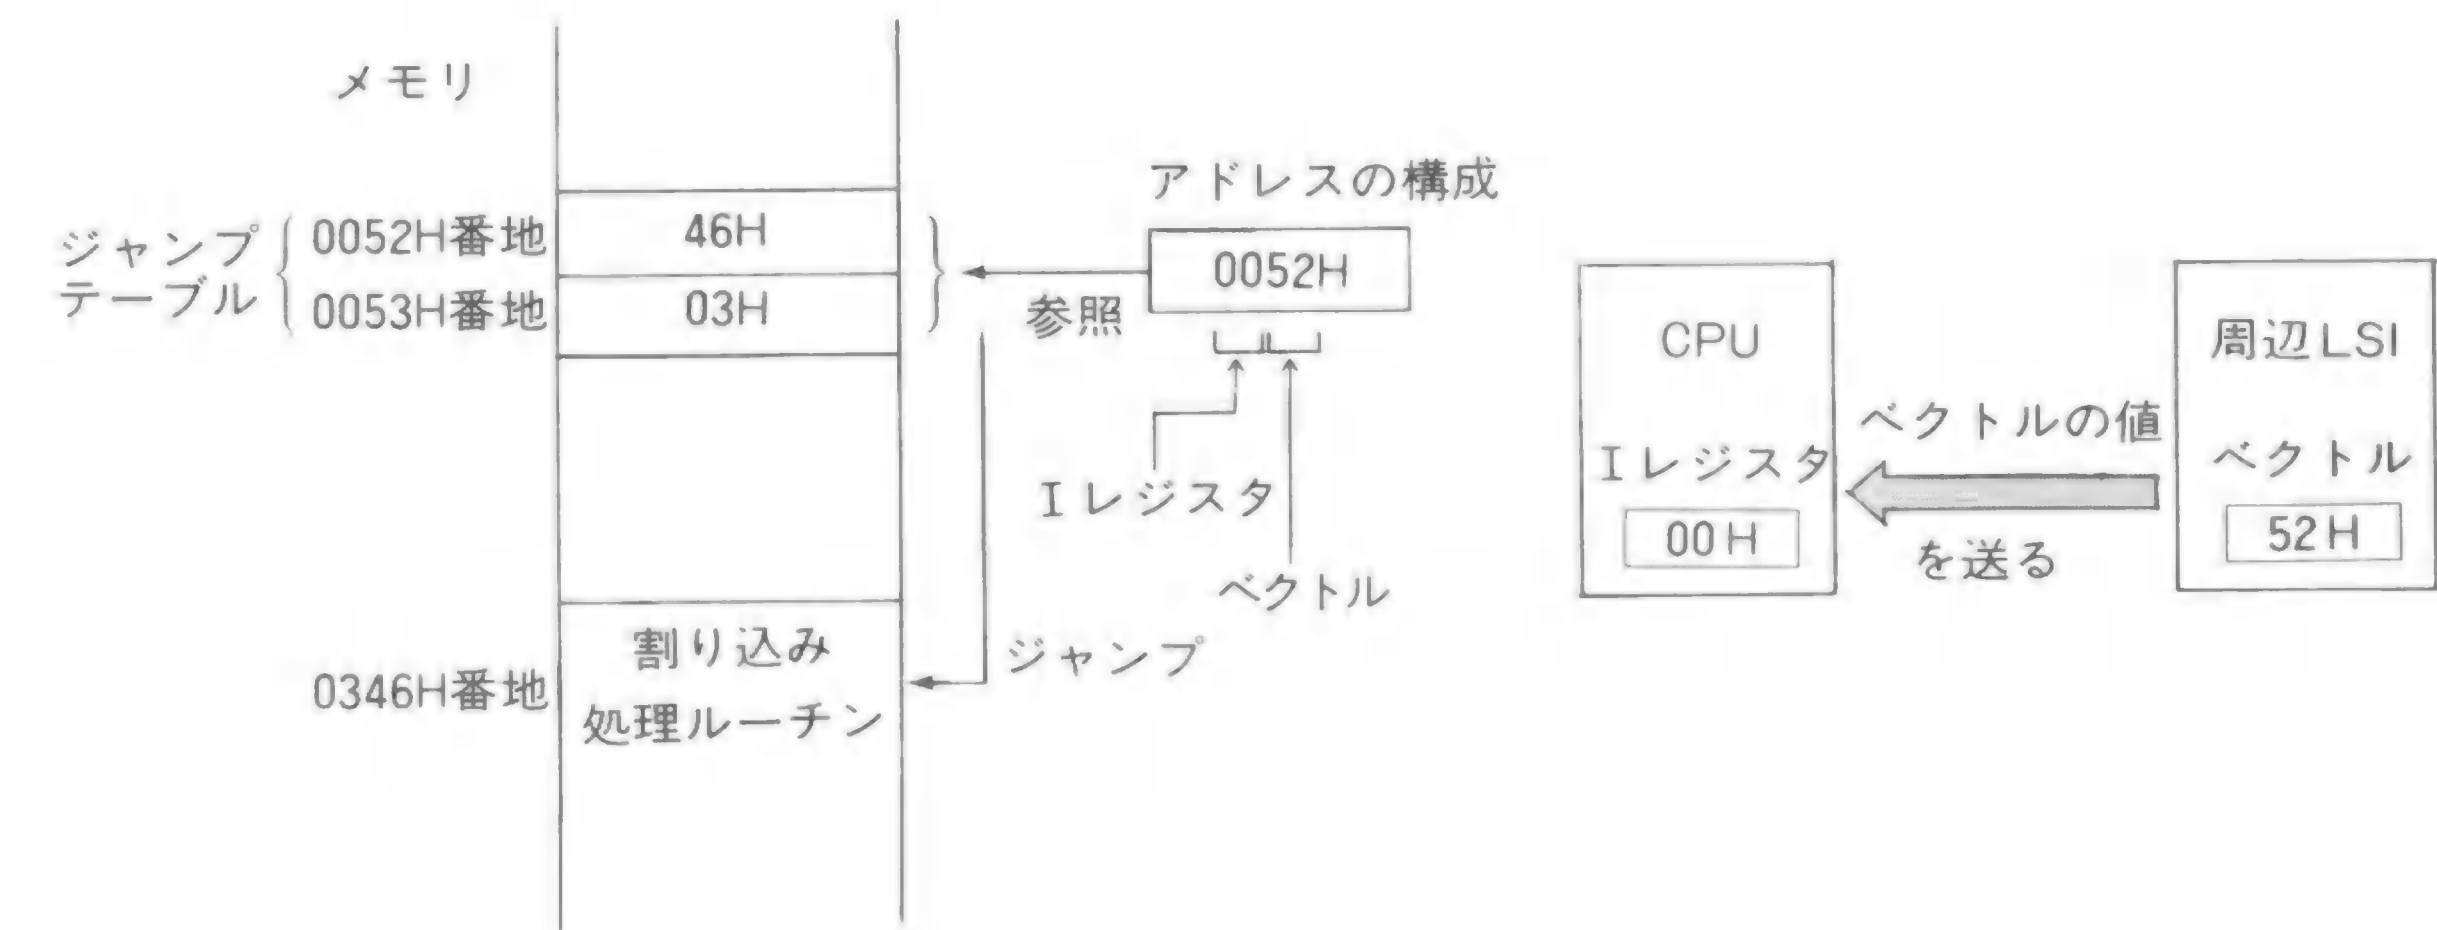 メモリ
アドレスの構成
ジャンプ
テーブル
0052H番地
46H
0053H番地
03H
0052H
参照
Iレジスタ
ベクトル
ジャンプ
0346H番地
割り込み
処理ルーチン
CPU
Iレジスタ
00H
ベクトルの値
を送る
周辺LSI
ベクトル
52H